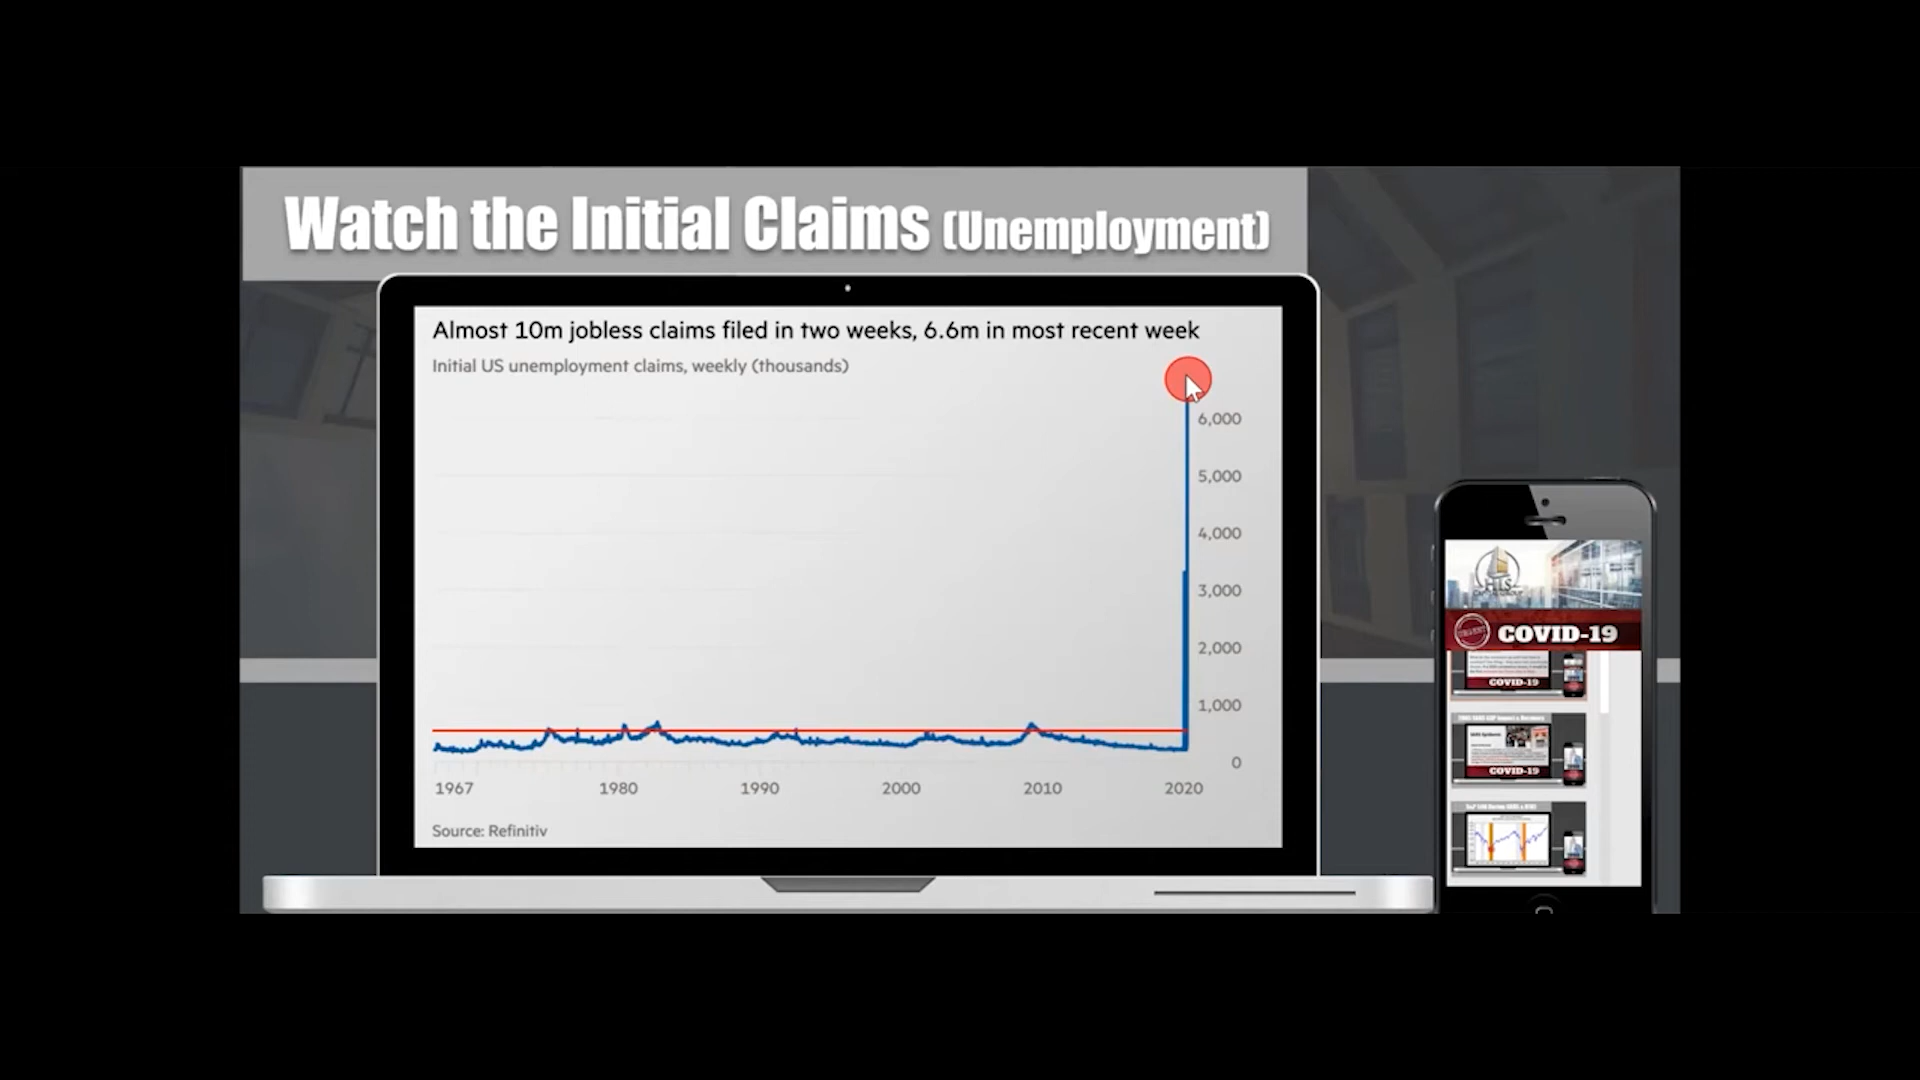 Watch the Initial Claims (Unemployment)
Almost 10m jobless claims filed in two weeks, 6.6m in most recent week
Initial US unemployment claims, weekly (thousands)
6,000
5,000
4,000
3,000
2,000
1,000
0
1967 1980 1990 2000 2010 2020
Source: Refinitiv
HLS
COVID-19
COVID-19
COVID-19